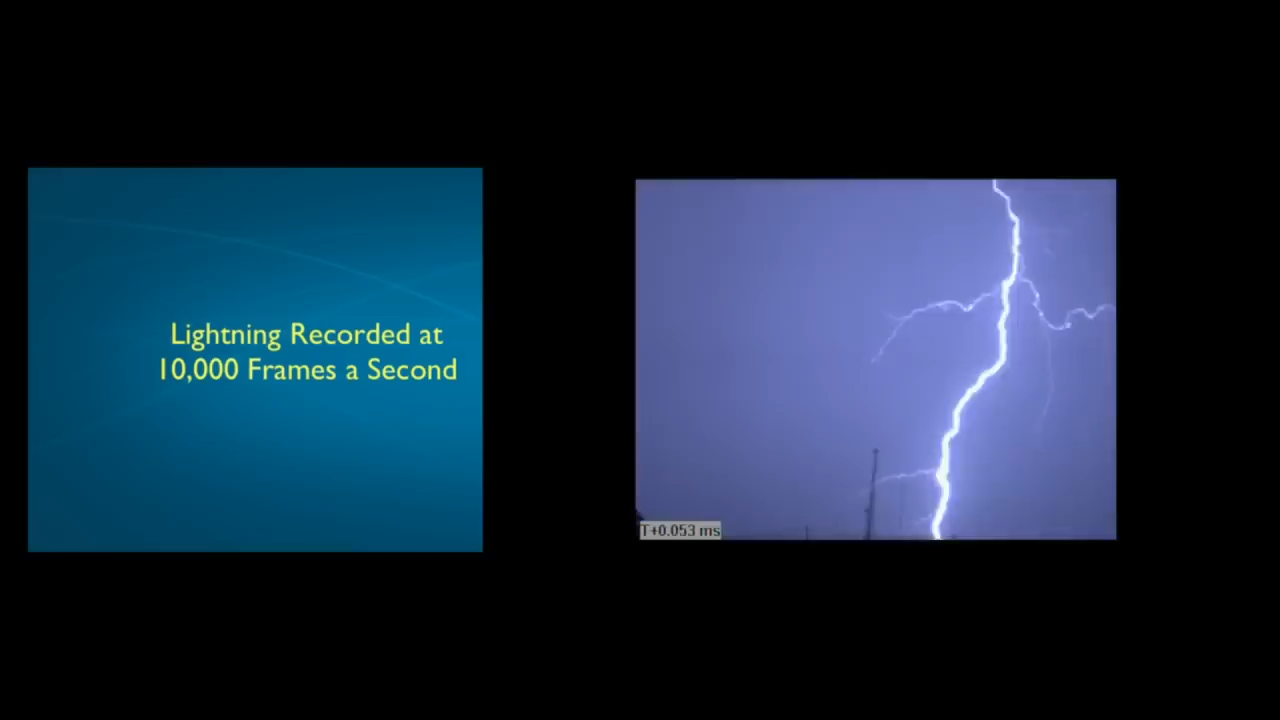 Lightning Recorded at
10,000 Frames a Second
T+0.053 ms